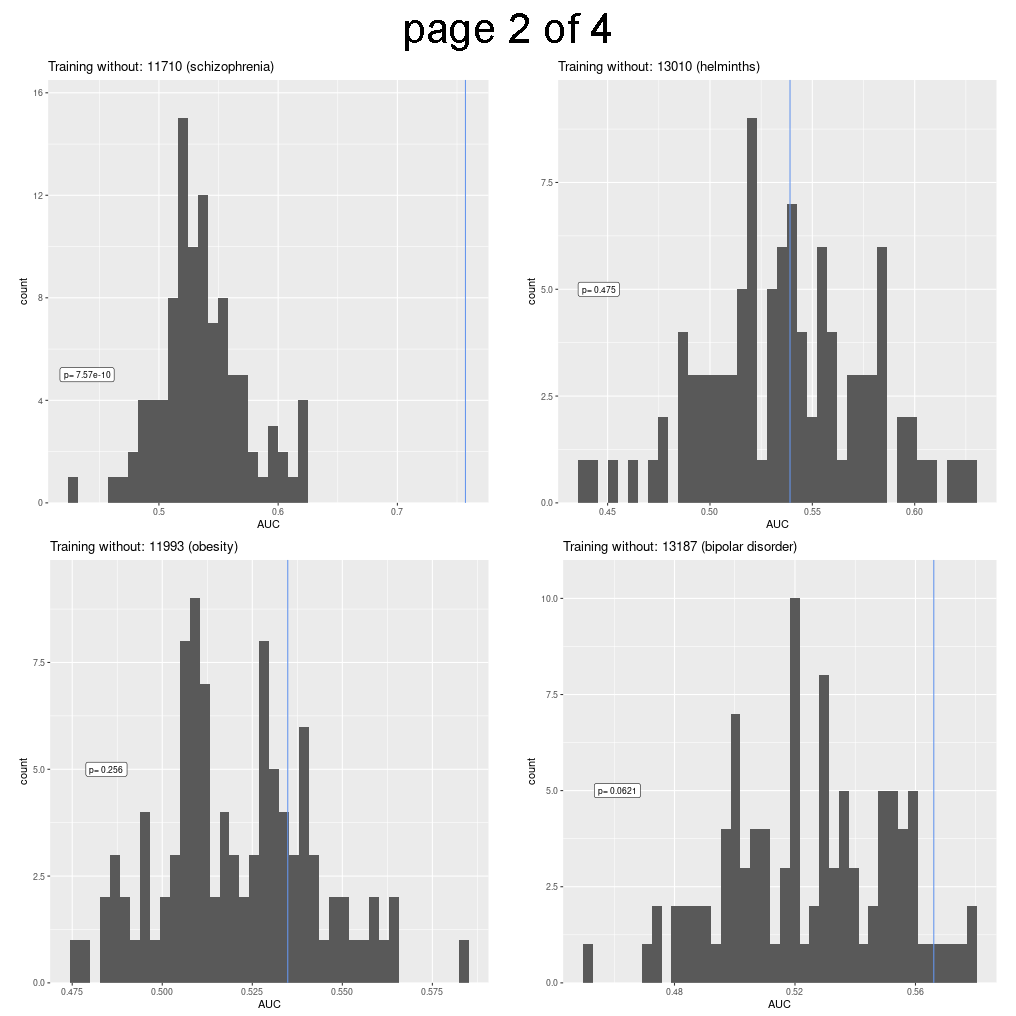 page 2 of 4
Training without: 11710 (schizophrenia)
16
12
8
4
0
count
p= 7.57e-10
0.5
0.6
0.7
AUC
Training without: 13010 (helminths)
7.5
5.0
2.5
0.0
count
p= 0.475
0.45
0.50
0.55
0.60
AUC
Training without: 11993 (obesity)
7.5
5.0
2.5
0.0
count
p= 0.256
0.475
0.500
0.525
0.550
0.575
AUC
Training without: 13187 (bipolar disorder)
10.0
7.5
5.0
2.5
0.0
count
p= 0.0621
0.48
0.52
0.56
AUC